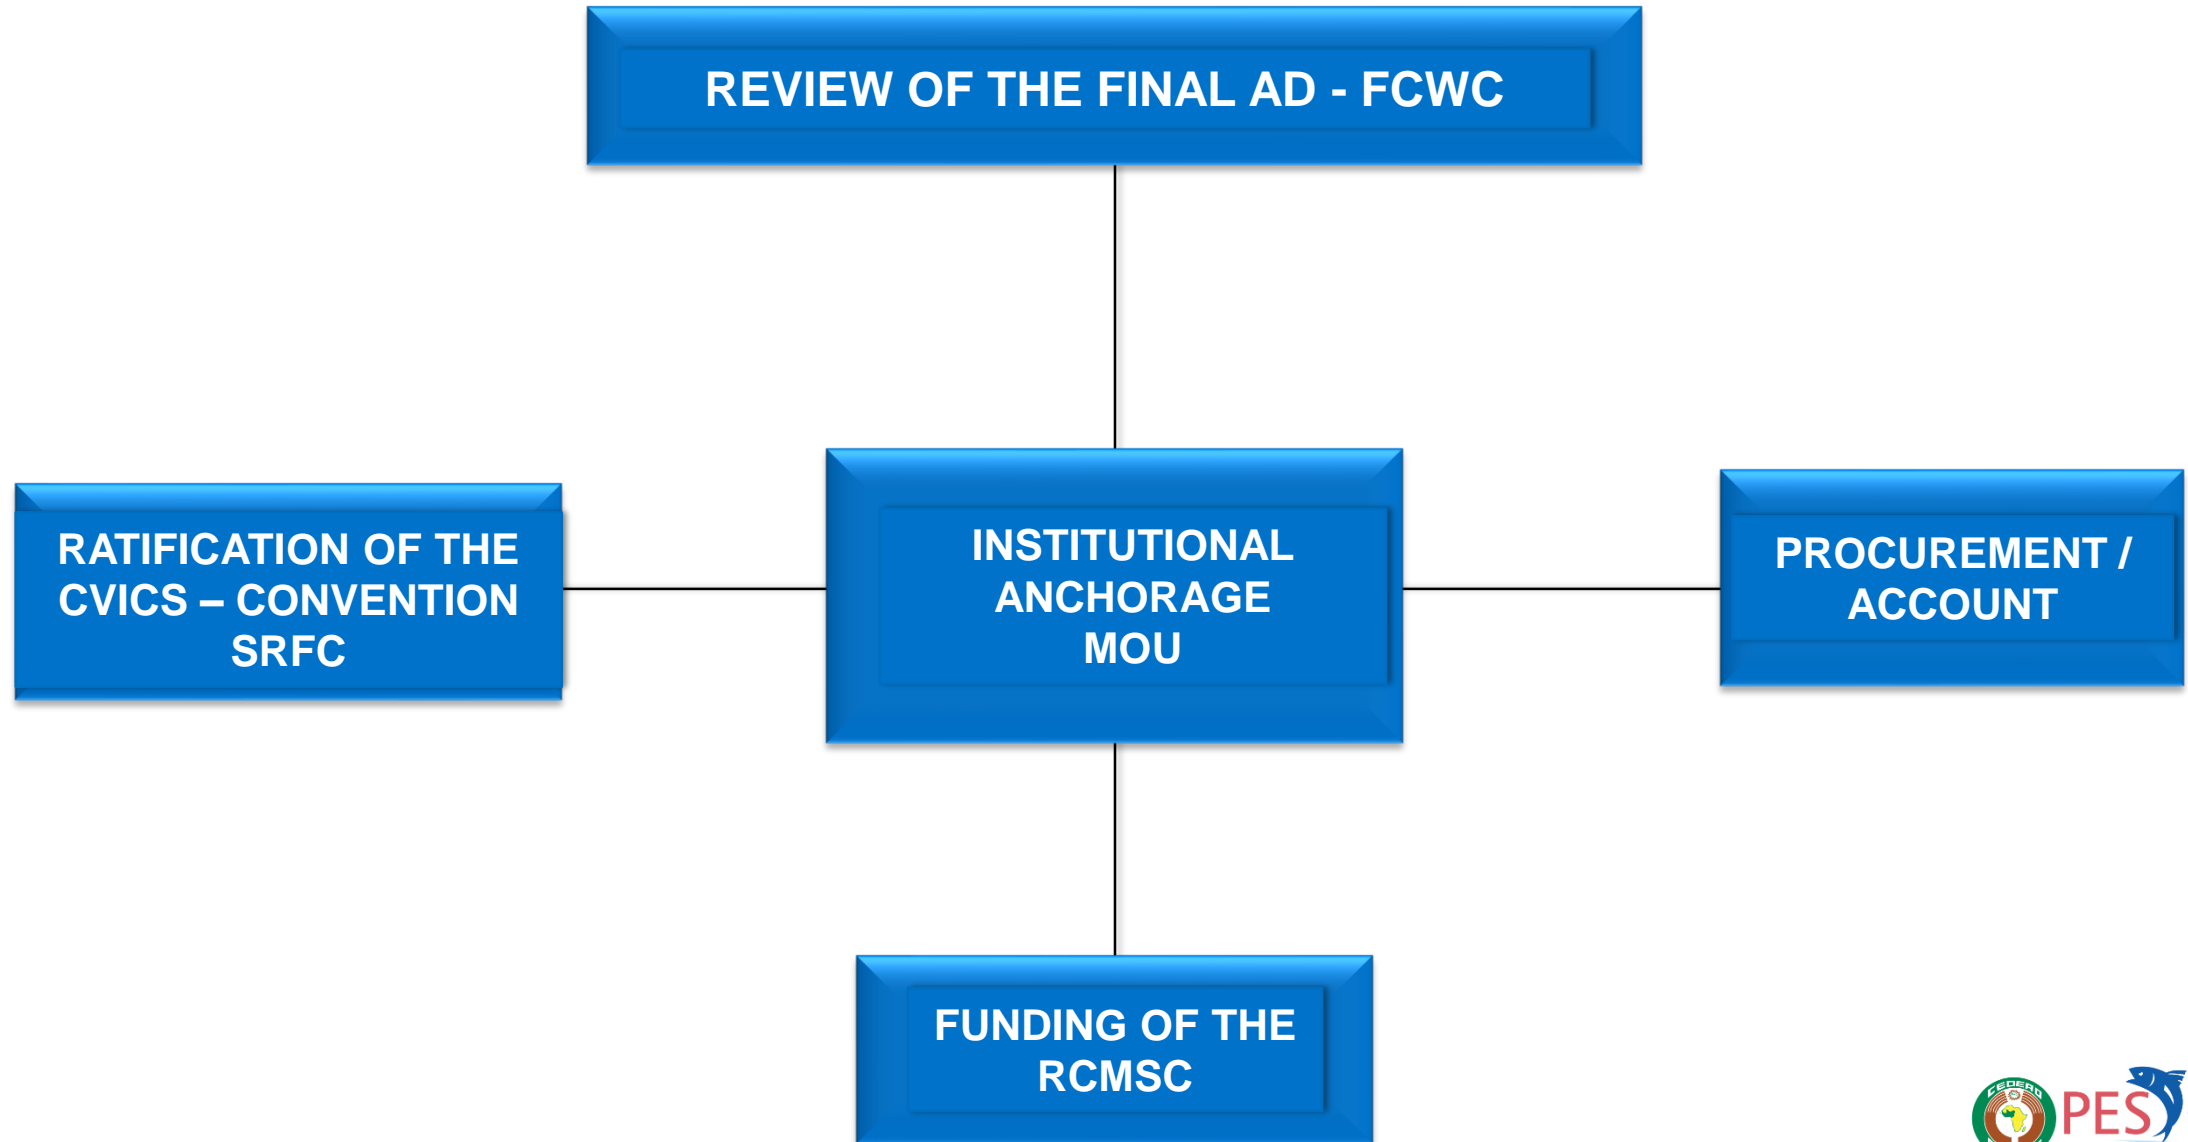 REVIEW OF THE FINAL AD - FCWC
RATIFICATION OF THE
CVICS – CONVENTION
SRFC
INSTITUTIONAL
ANCHORAGE
MOU
PROCUREMENT /
ACCOUNT
FUNDING OF THE
RCMSC
CEDEAO
PES